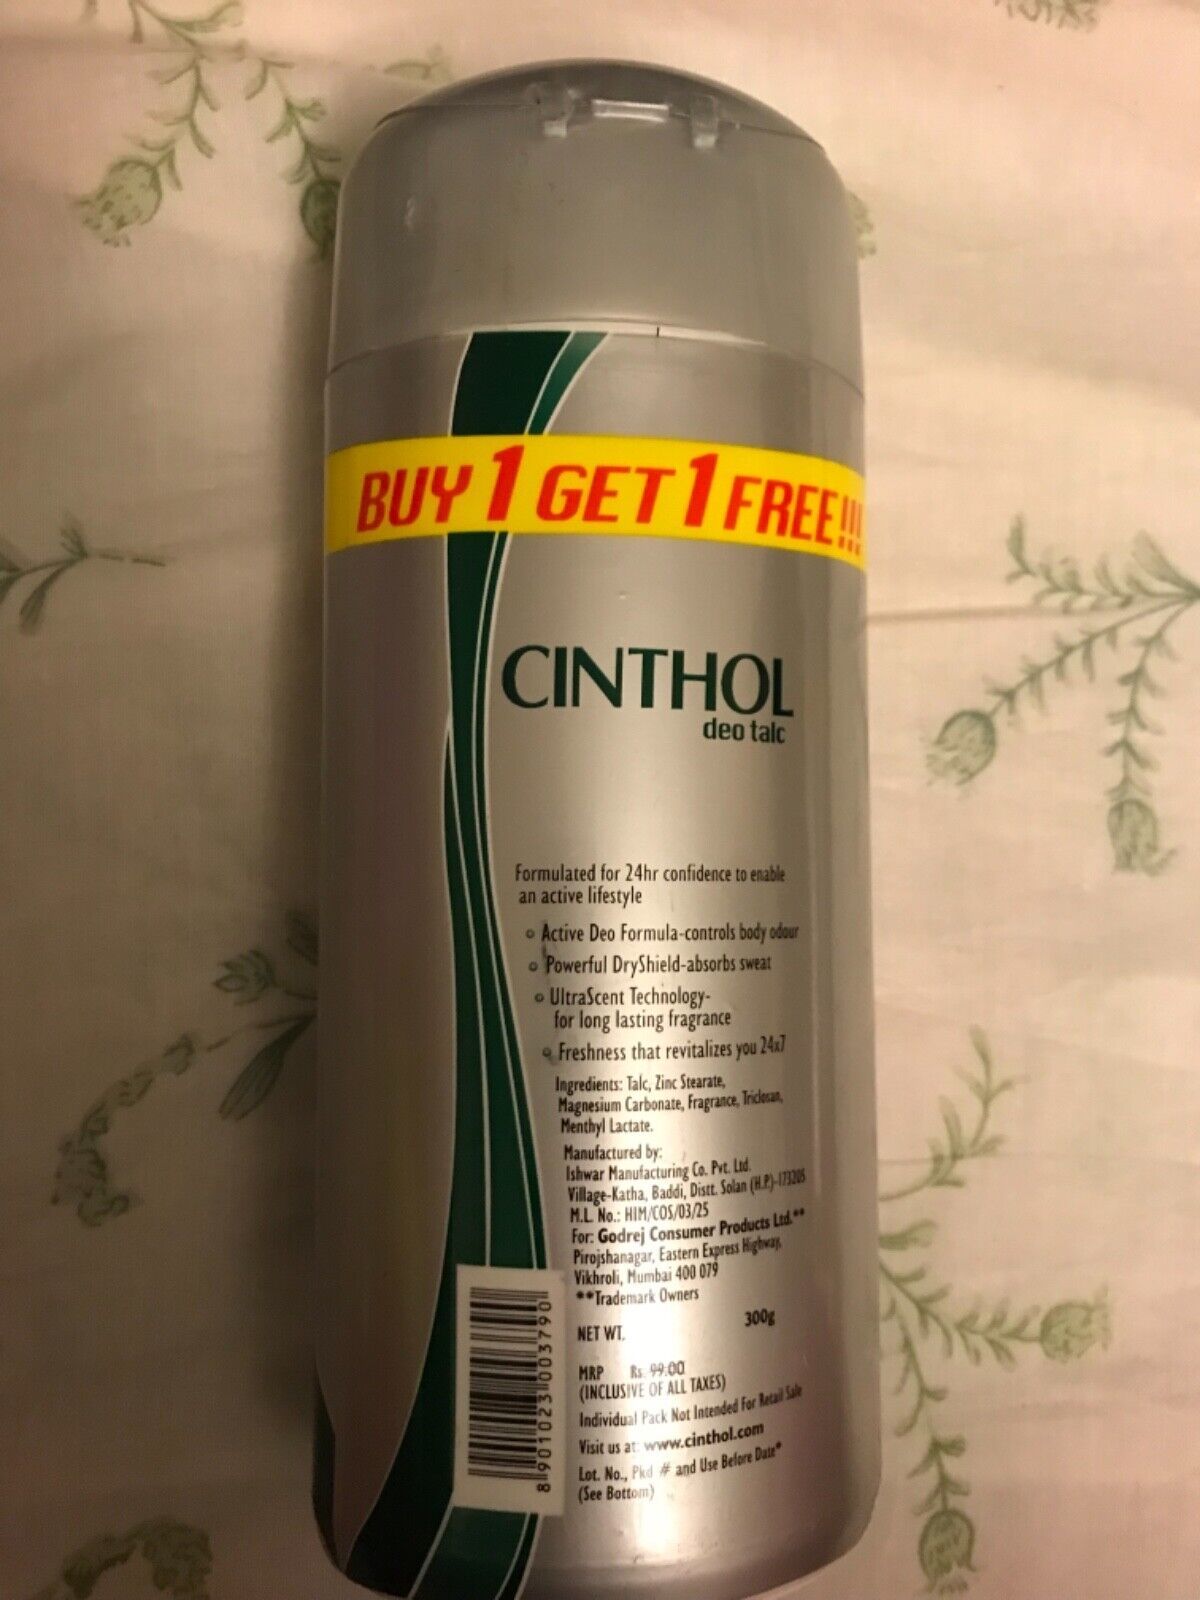 BUY 1 GET 1 FREE!!!
CINTHOL
deo talc
Formulated for 24hr confidence to enable
an active lifestyle
Active Deo Formula-controls body odour
Powerful DryShield-absorbs sweat
UltraScent Technology-
for long lasting fragrance
Freshness that revitalizes you 24x7
Ingredients: Talc, Zinc Stearate,
Magnesium Carbonate, Fragrance, Triclosan,
Menthyl Lactate.
Manufactured by:
Ishwar Manufacturing Co. Pvt. Ltd.
Village-Katha, Baddi, Distt. Solan (H.P.)-173205
M.L. No.: HIM/COS/03/25
For: Godrej Consumer Products Ltd.**
Pirojshanagar, Eastern Express Highway,
Vikhroli, Mumbai 400 079
**Trademark Owners
NET WT. 300g
MRP Rs. 99.00
(INCLUSIVE OF ALL TAXES)
Individual Pack Not Intended For Retail Sale
Visit us at: www.cinthol.com
Lot. No., Pkd # and Use Before Date*
(See Bottom)
8 901023 003790